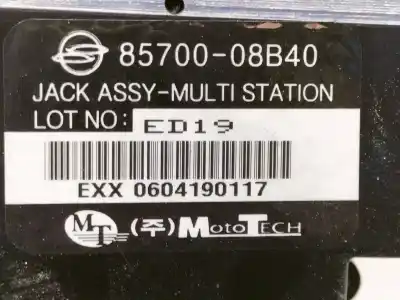 85700-08B40
JACK ASSY-MULTI STATION
LOT NO: ED19
EXX 0604190117
MT (주)MOTOTECH